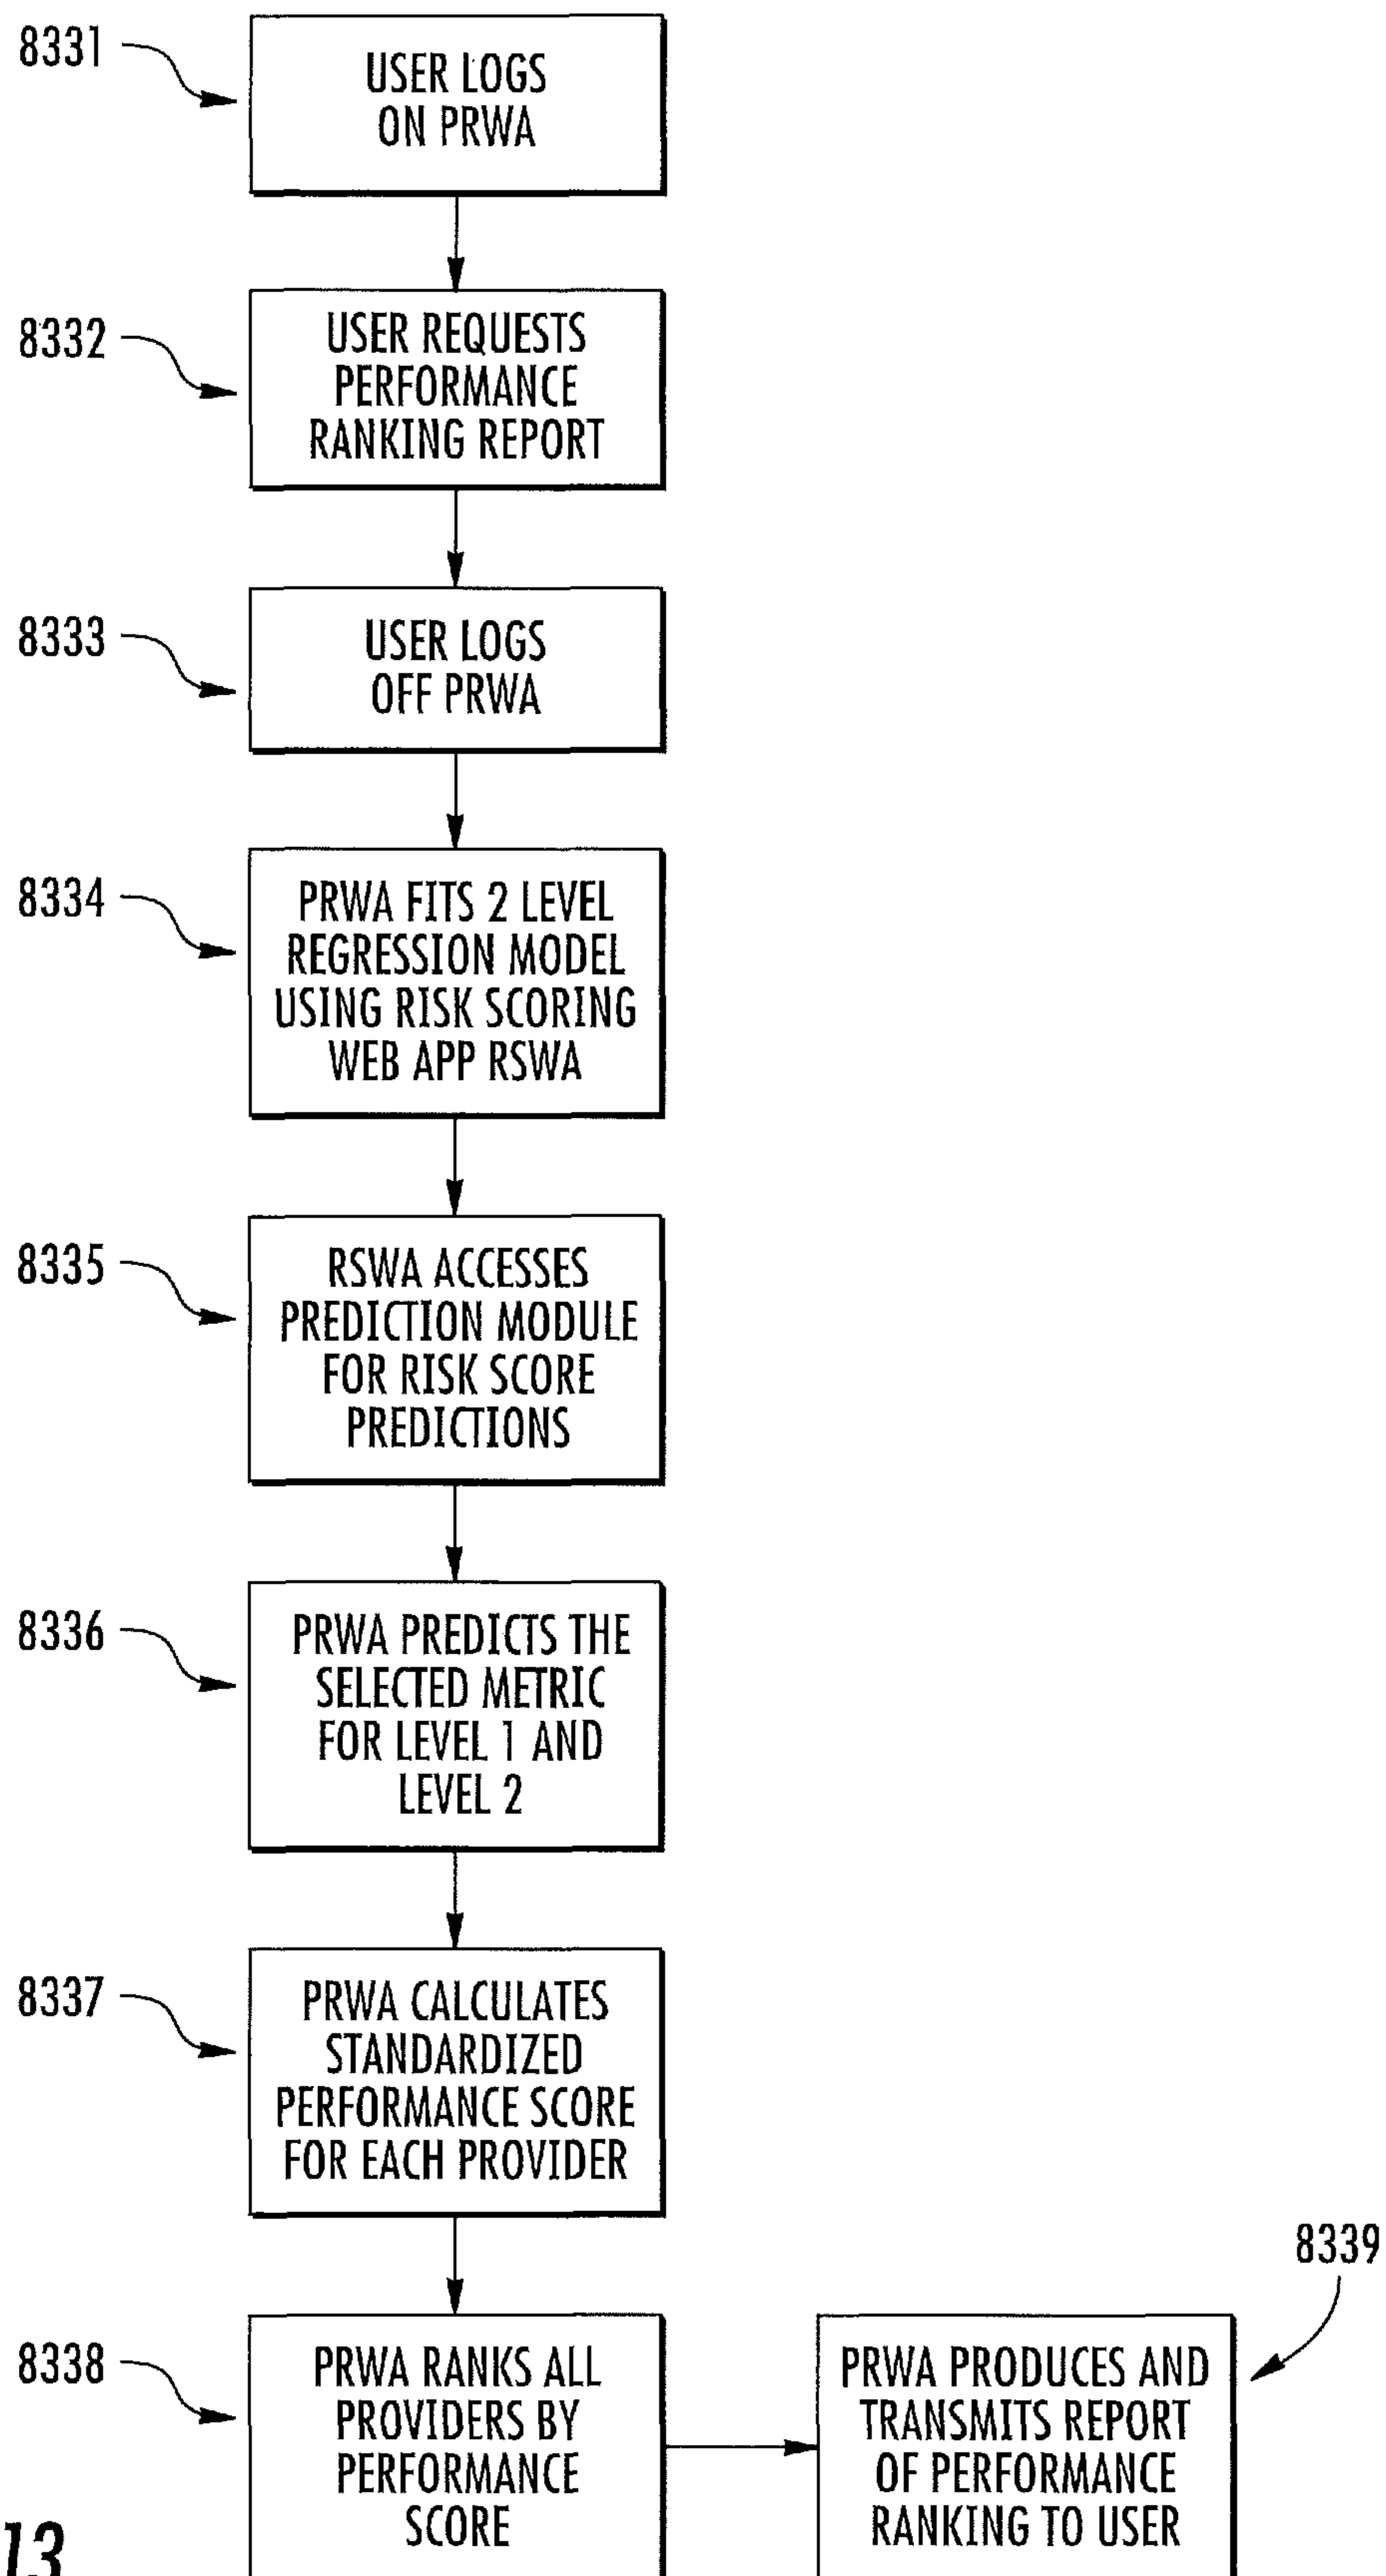 8331
USER LOGS
ON PRWA
8332
USER REQUESTS
PERFORMANCE
RANKING REPORT
8333
USER LOGS
OFF PRWA
8334
PRWA FITS 2 LEVEL
REGRESSION MODEL
USING RISK SCORING
WEB APP RSWA
8335
RSWA ACCESSES
PREDICTION MODULE
FOR RISK SCORE
PREDICTIONS
8336
PRWA PREDICTS THE
SELECTED METRIC
FOR LEVEL 1 AND
LEVEL 2
8337
PRWA CALCULATES
STANDARDIZED
PERFORMANCE SCORE
FOR EACH PROVIDER
8338
PRWA RANKS ALL
PROVIDERS BY
PERFORMANCE
SCORE
8339
PRWA PRODUCES AND
TRANSMITS REPORT
OF PERFORMANCE
RANKING TO USER
13